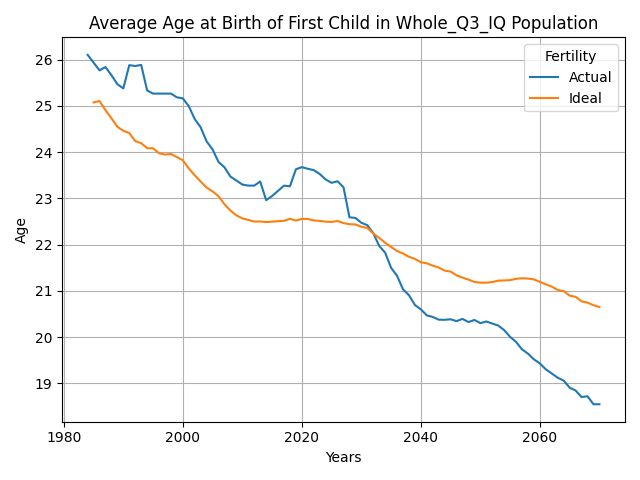 Average Age at Birth of First Child in Whole_Q3_IQ Population
Fertility
Actual
Ideal
Age
26
25
24
23
22
21
20
19
1980
2000
2020
2040
2060
Years